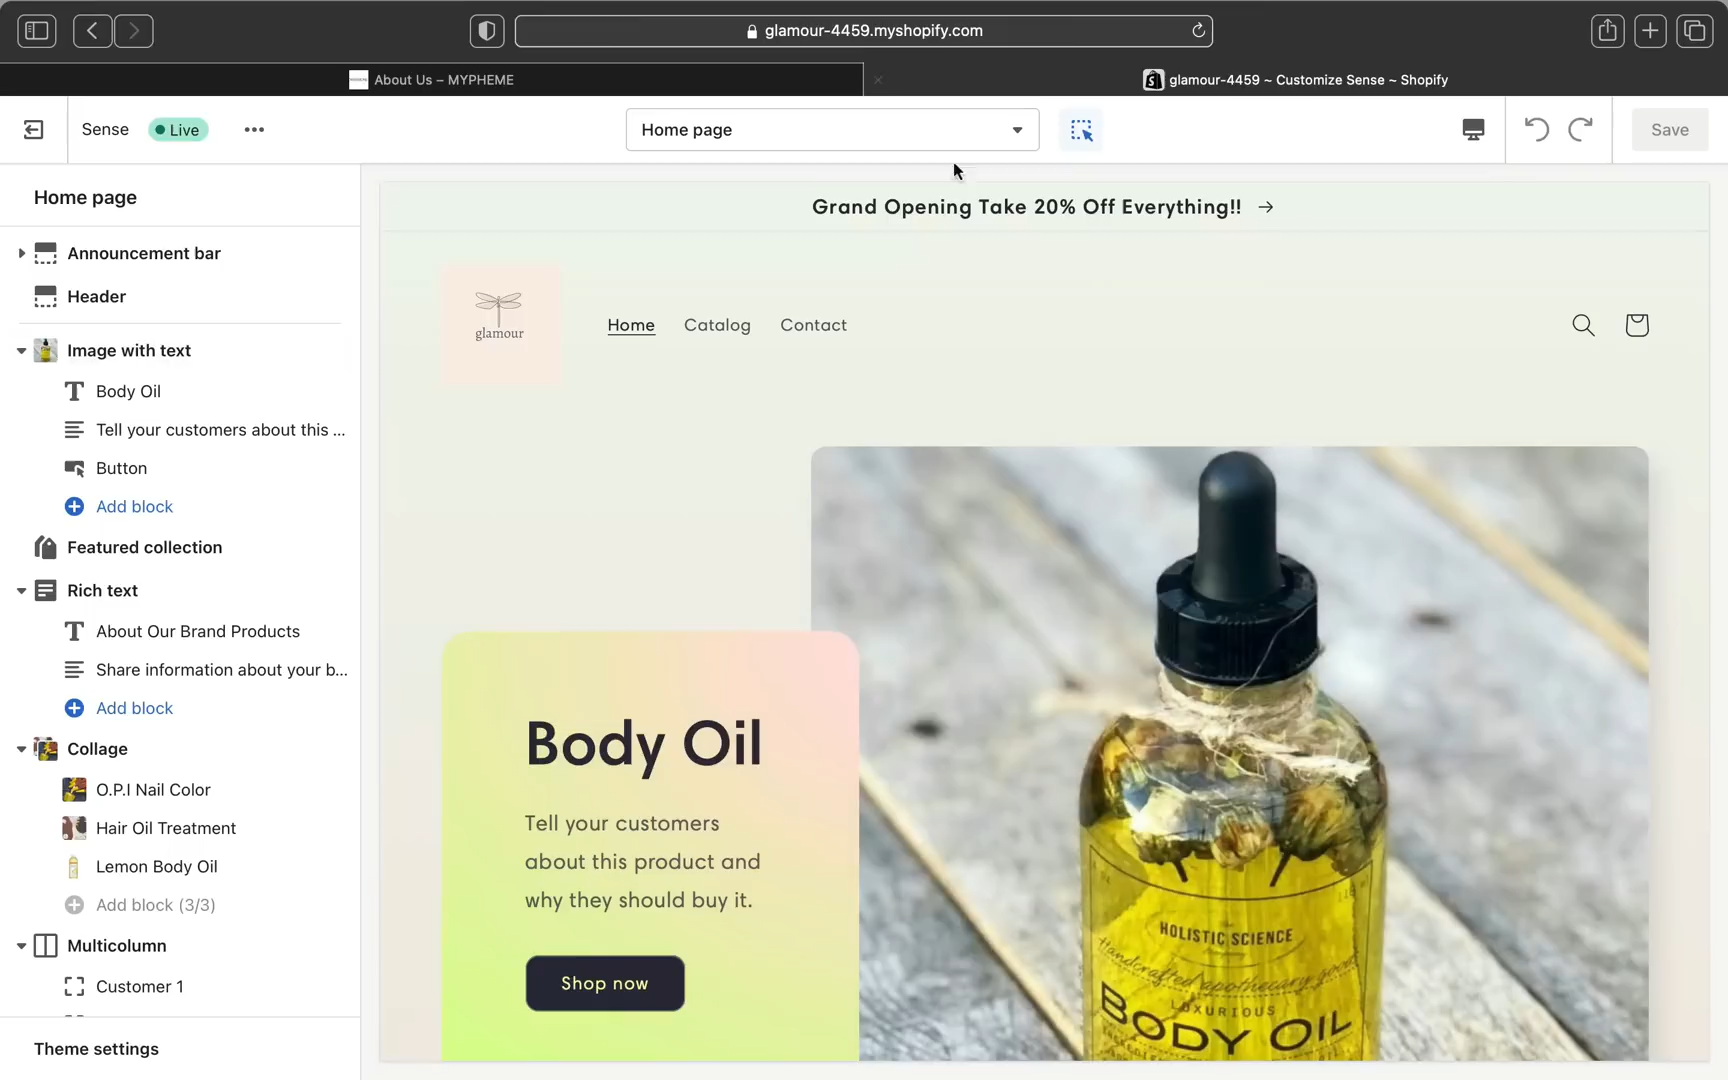 glamour-4459.myshopify.com
About Us – MYPHEME
glamour-4459 ~ Customize Sense ~ Shopify
Sense
Live
Home page
Save
Home page
Announcement bar
Header
Image with text
Body Oil
Tell your customers about this ...
Button
Add block
Featured collection
Rich text
About Our Brand Products
Share information about your b...
Add block
Collage
O.P.I Nail Color
Hair Oil Treatment
Lemon Body Oil
Add block (3/3)
Multicolumn
Customer 1
Theme settings
Grand Opening Take 20% Off Everything!! →
glamour
Home Catalog Contact
Body Oil
Tell your customers
about this product and
why they should buy it.
Shop now
HOLISTIC SCIENCE
Handcrafted apothecary goods
LUXURIOUS
BODY OIL